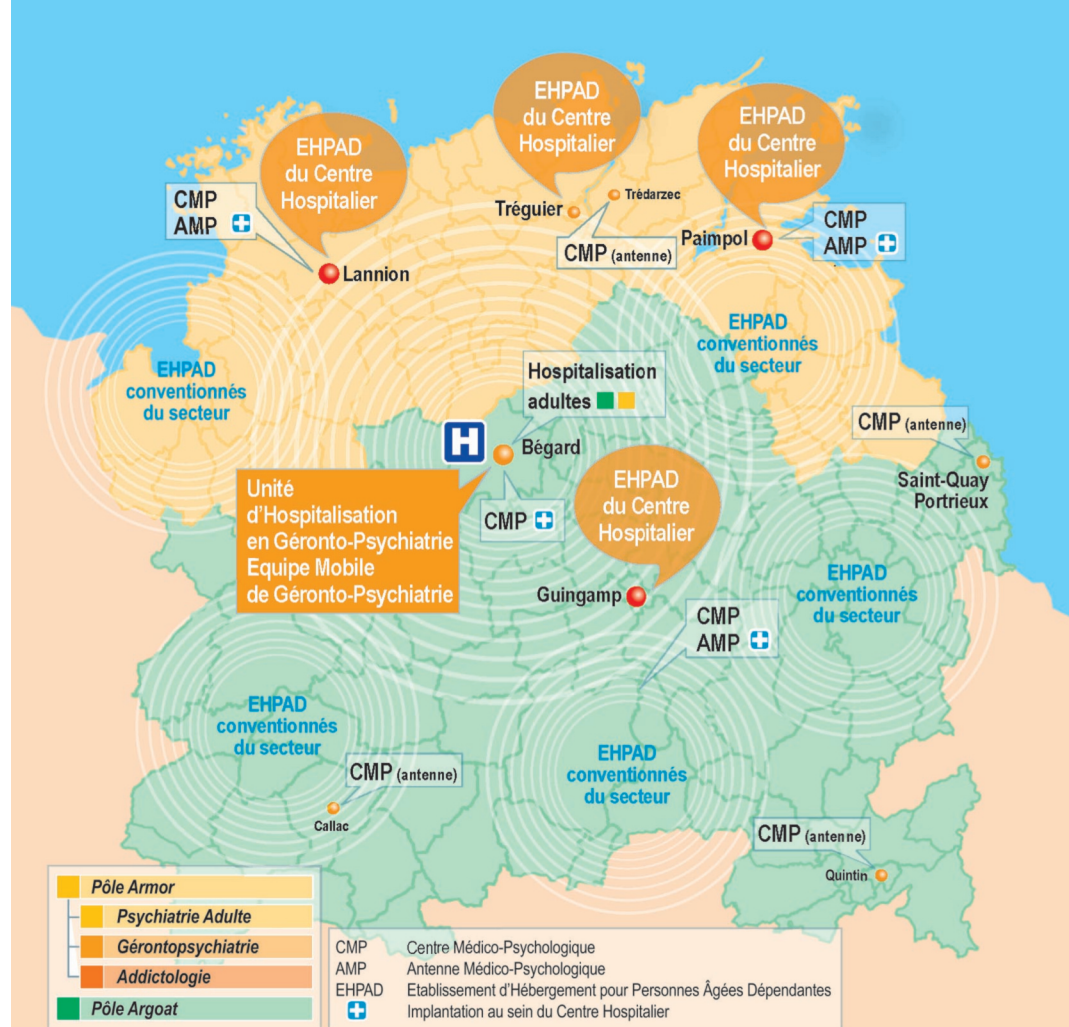 EHPAD
du Centre
Hospitalier
EHPAD
du Centre
Hospitalier
EHPAD
du Centre
Hospitalier
CMP
AMP
Tréguier
Trédarzec
CMP (antenne)
Paimpol
CMP
AMP
Lannion
EHPAD
conventionnés
du secteur
EHPAD
conventionnés
du secteur
Hospitalisation
adultes
H
Bégard
CMP (antenne)
Saint-Quay
Portrieux
Unité
d'Hospitalisation
en Géronto-Psychiatrie
Equipe Mobile
de Géronto-Psychiatrie
CMP
EHPAD
du Centre
Hospitalier
Guingamp
EHPAD
conventionnés
du secteur
CMP
AMP
EHPAD
conventionnés
du secteur
EHPAD
conventionnés
du secteur
CMP (antenne)
Callac
CMP (antenne)
Quintin
Pôle Armor
Psychiatrie Adulte
Gérontopsychiatrie
Addictologie
Pôle Argoat
CMP Centre Médico-Psychologique
AMP Antenne Médico-Psychologique
EHPAD Etablissement d'Hébergement pour Personnes Âgées Dépendantes
Implantation au sein du Centre Hospitalier